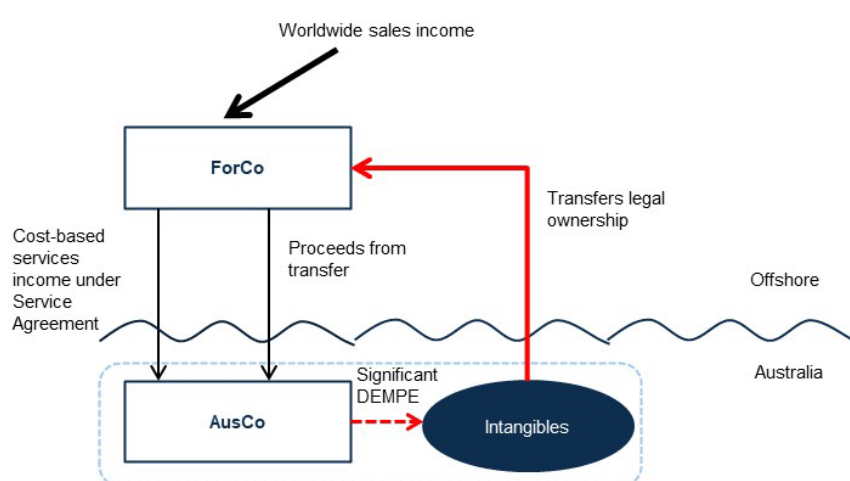 Worldwide sales income
ForCo
Transfers legal
ownership
Cost-based
services
income under
Service
Agreement
Proceeds from
transfer
Offshore
Australia
Significant
DEMPE
AusCo
Intangibles